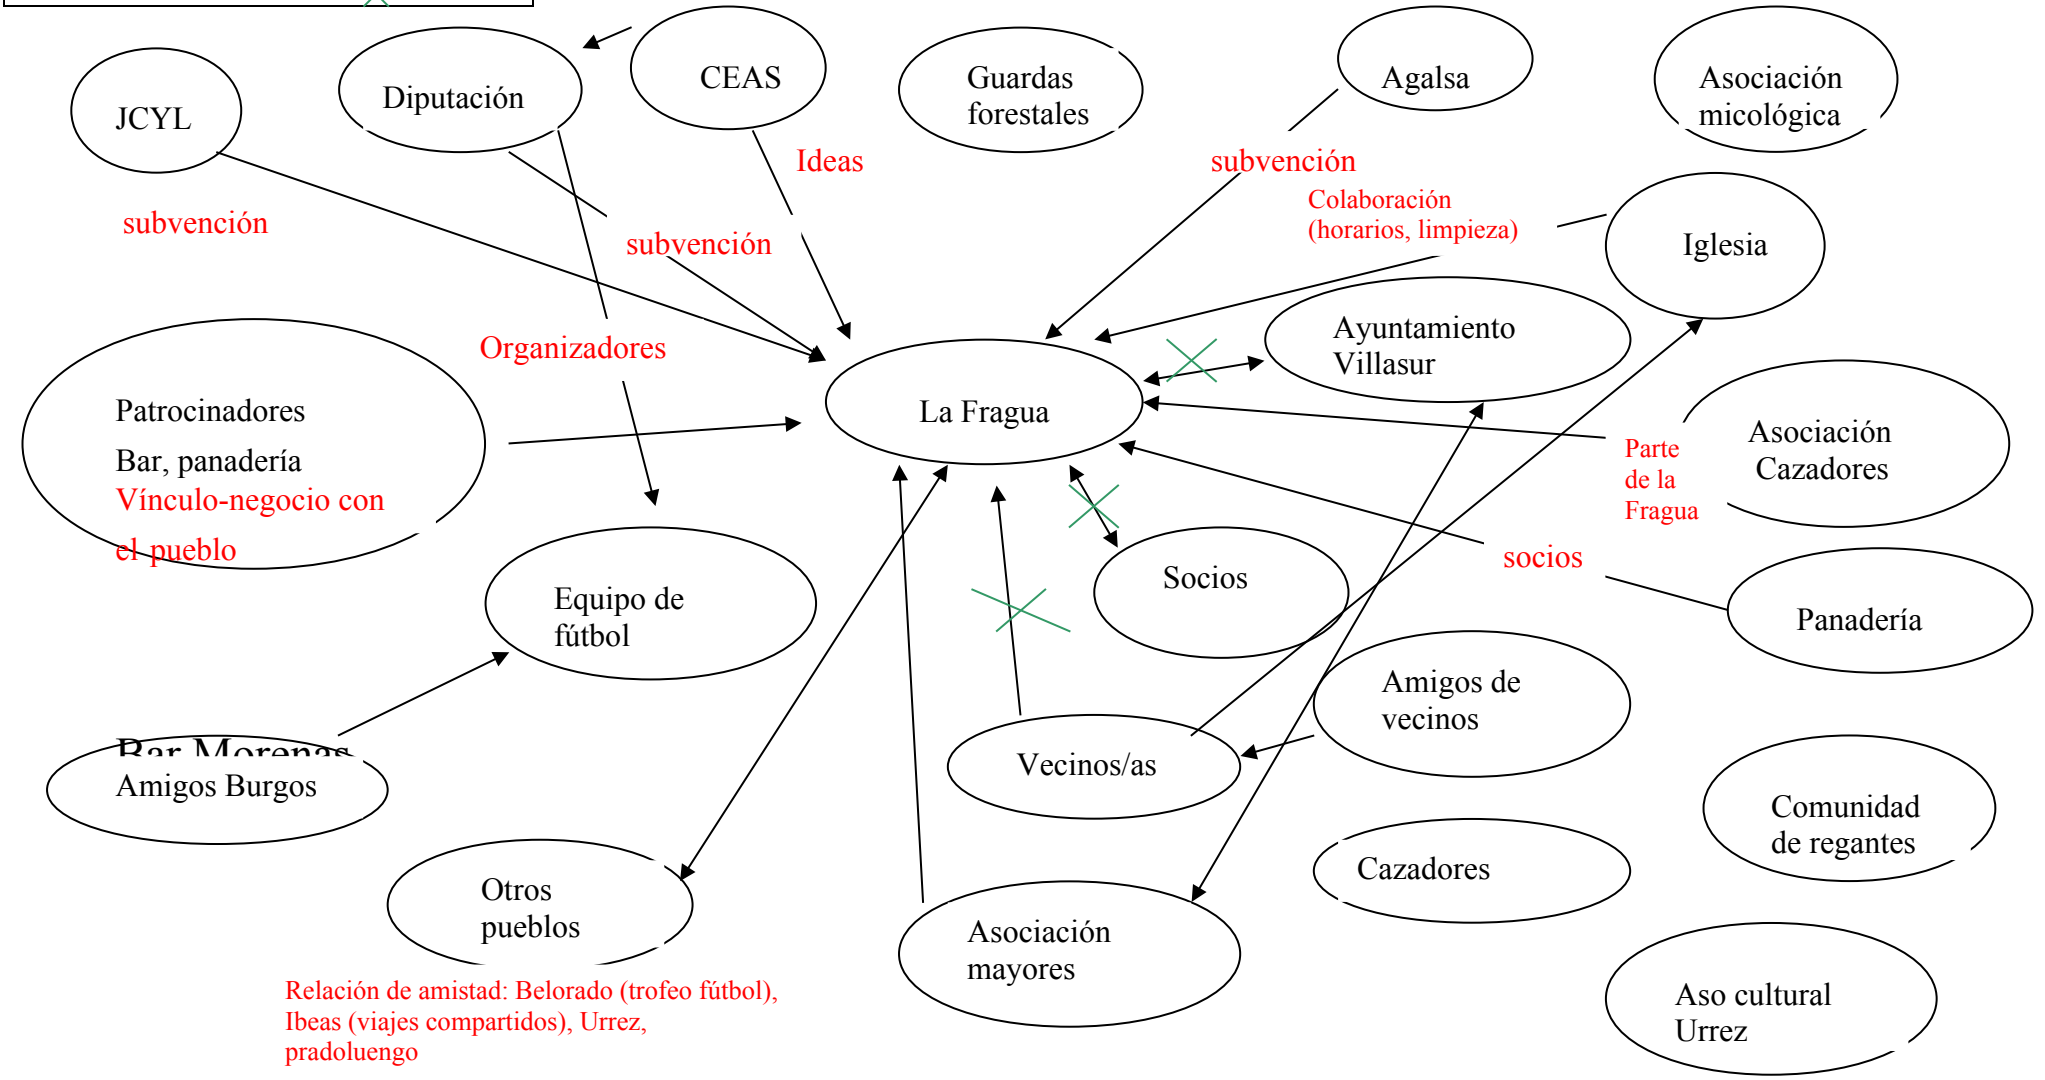 JCYL
Diputación
CEAS
Guardas
forestales
Agalsa
Asociación
micológica
Ideas
subvención
subvención
subvención
Colaboración
(horarios, limpieza)
Iglesia
Organizadores
Ayuntamiento
Villasur
Patrocinadores
Bar, panadería
Vínculo-negocio con
el pueblo
La Fragua
Asociación
Cazadores
Parte
de la
Fragua
socios
Equipo de
fútbol
Socios
Panadería
Amigos de
vecinos
Bar Morenas
Amigos Burgos
Vecinos/as
Comunidad
de regantes
Cazadores
Otros
pueblos
Asociación
mayores
Aso cultural
Urrez
Relación de amistad: Belorado (trofeo fútbol),
Ibeas (viajes compartidos), Urrez,
pradoluengo